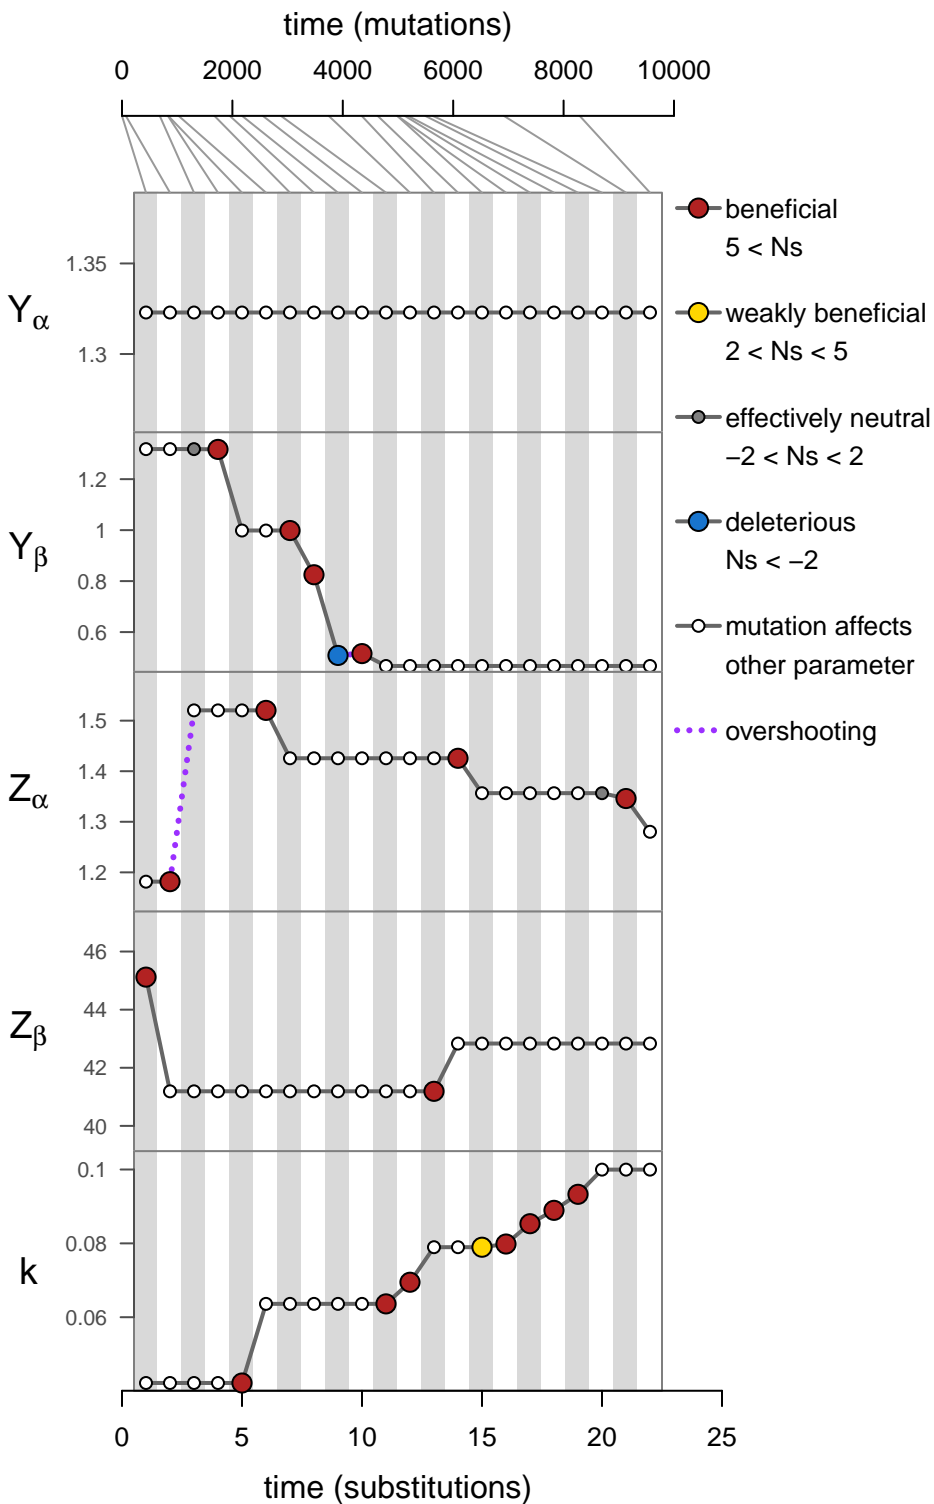 time (mutations)
0 2000 4000 6000 8000 10000
beneficial
5 < Ns
weakly beneficial
2 < Ns < 5
effectively neutral
−2 < Ns < 2
deleterious
Ns < −2
mutation affects
other parameter
overshooting
Yα
1.35
1.3
Yβ
1.2
1
0.8
0.6
Zα
1.5
1.4
1.3
1.2
Zβ
46
44
42
40
k
0.1
0.08
0.06
0 5 10 15 20 25
time (substitutions)